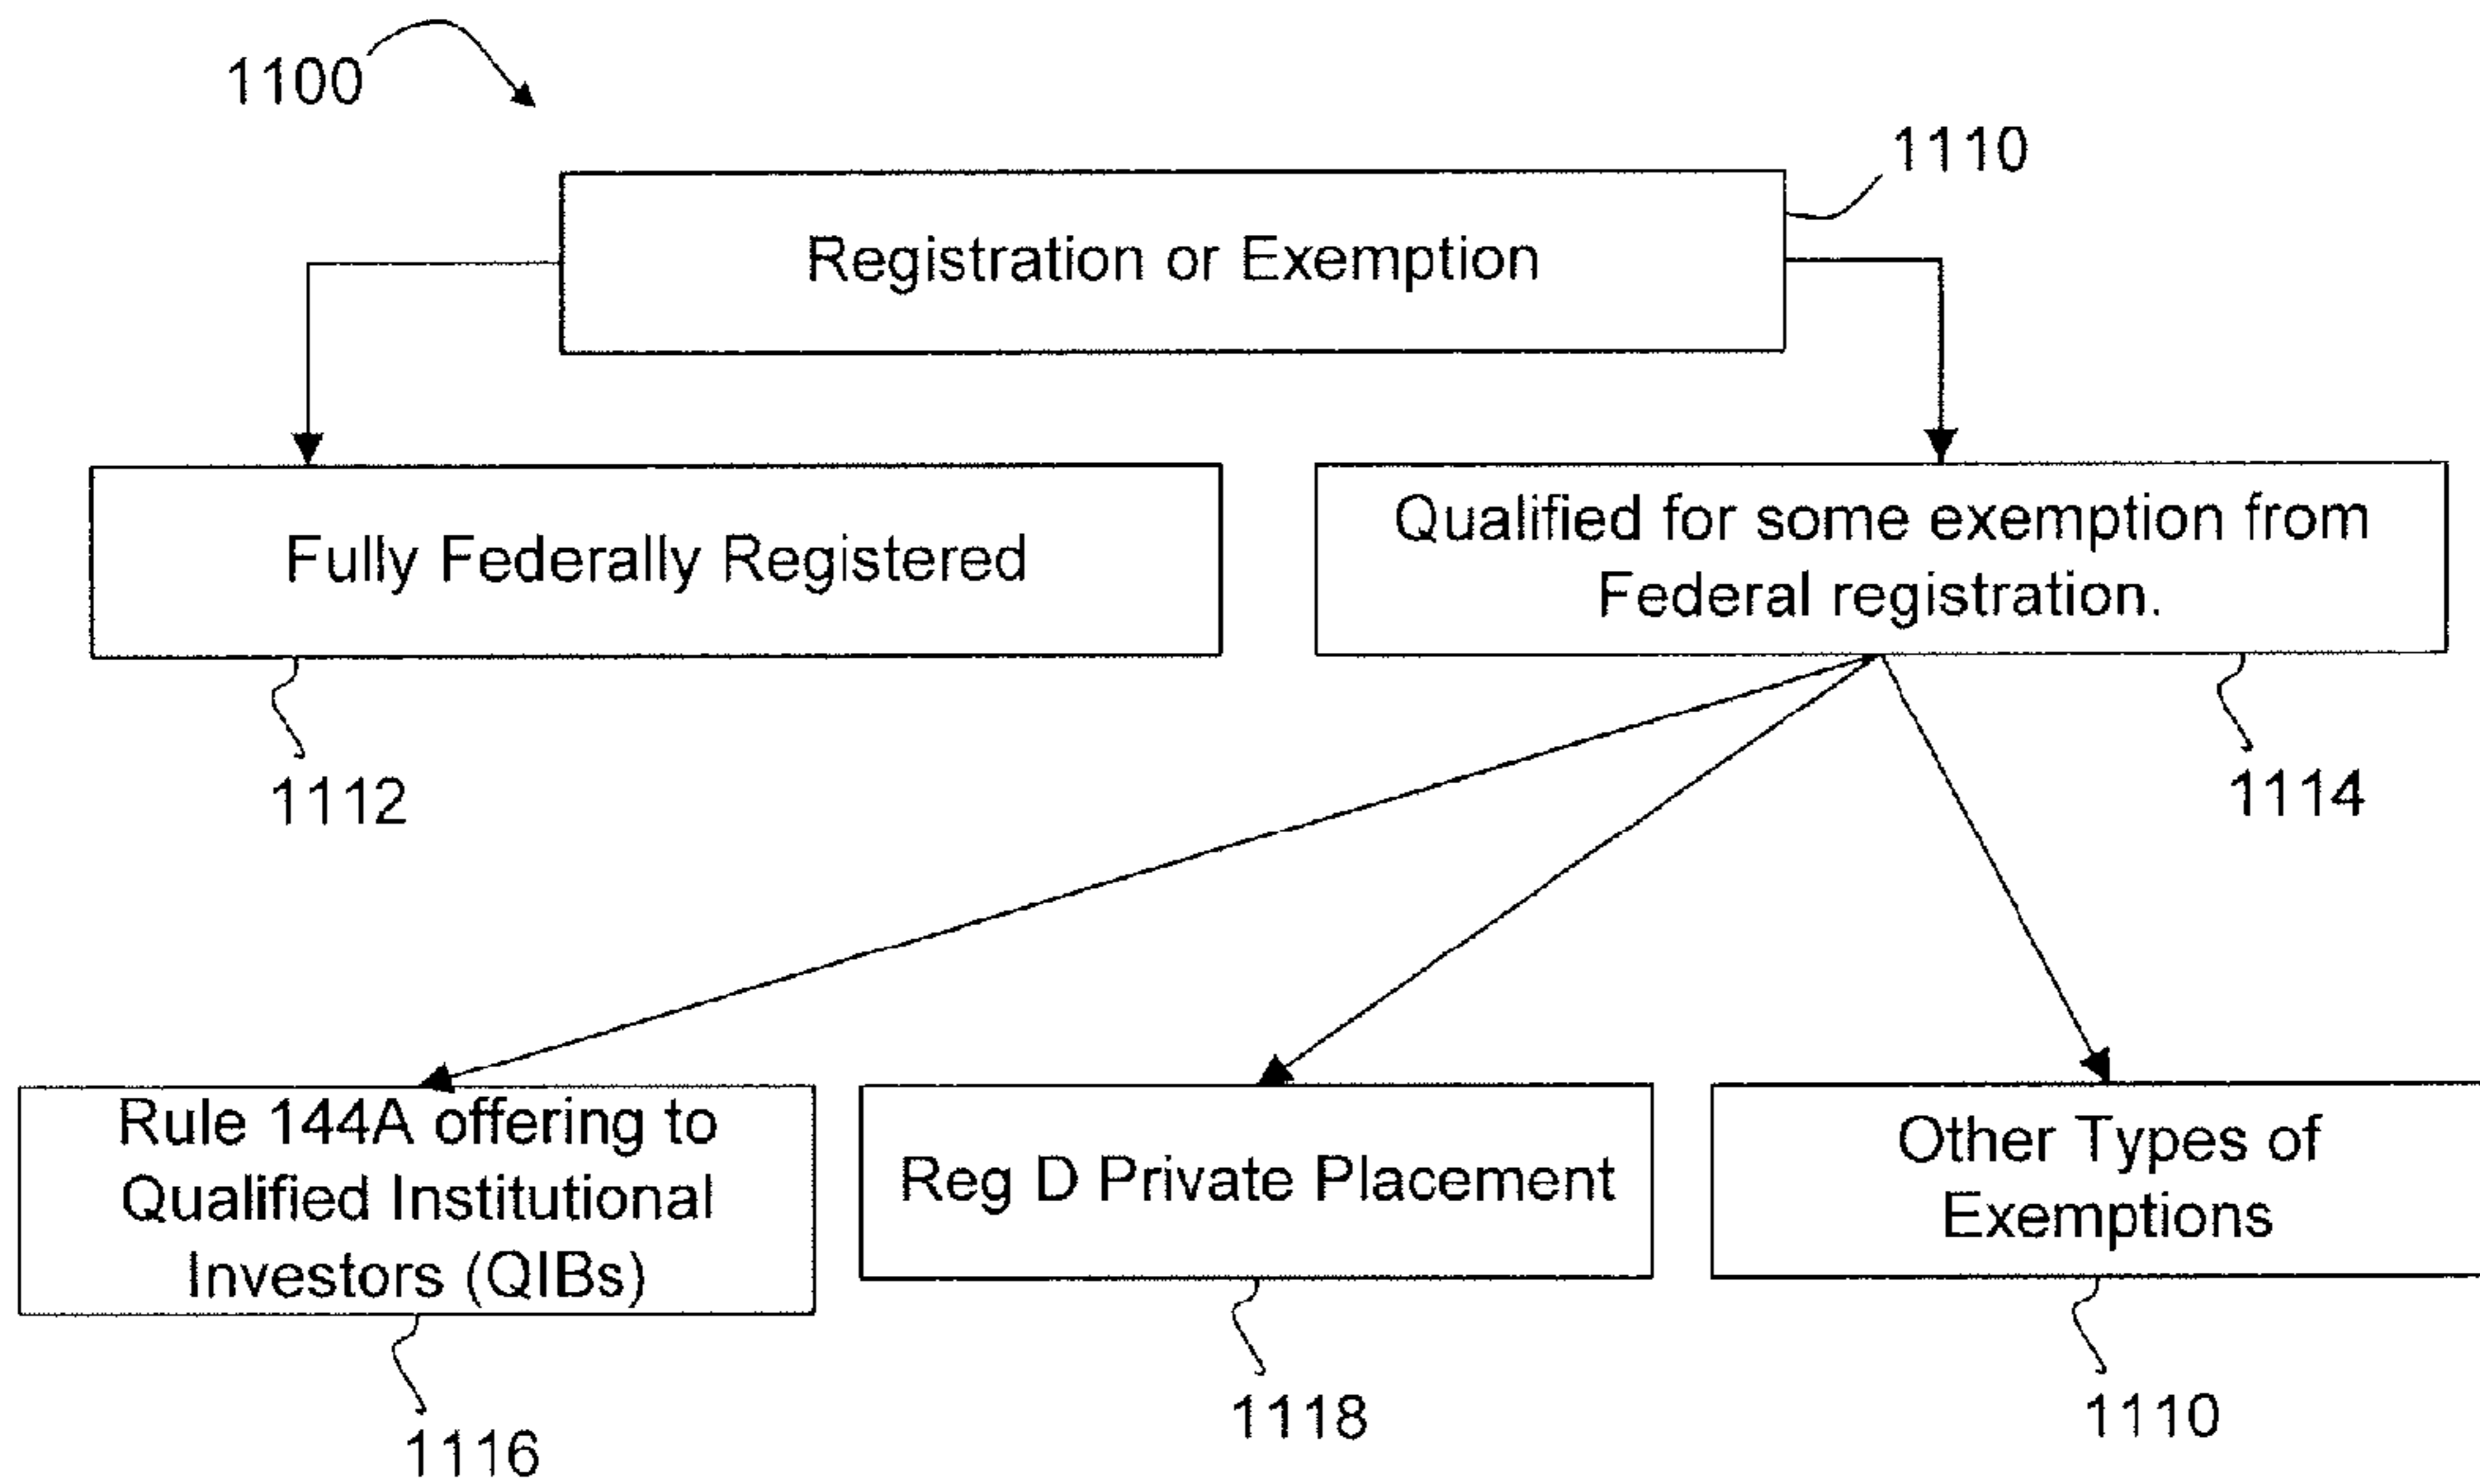 1100
1110
Registration or Exemption
Fully Federally Registered
Qualified for some exemption from
Federal registration.
1112
1114
Rule 144A offering to
Qualified Institutional
Investors (QIBs)
Reg D Private Placement
Other Types of
Exemptions
1116
1118
1110